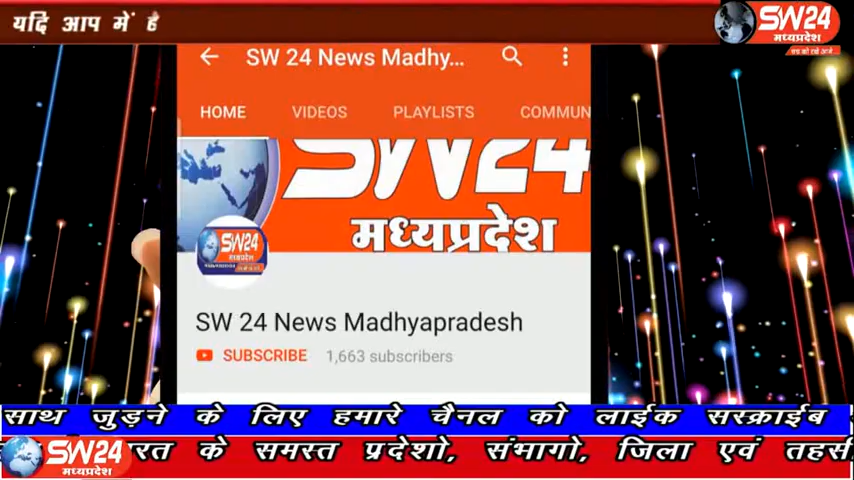 यदि आप में है
SW24
मध्यप्रदेश
SW 24 News Madhy...
HOME VIDEOS PLAYLISTS COMMUN
SW24
मध्यप्रदेश
SW24
SW 24 News Madhyapradesh
SUBSCRIBE 1,663 subscribers
साथ जुड़ने के लिए हमारे चैनल को लाईक सस्क्राईब
SW24
मध्यप्रदेश
रत के समस्त प्रदेशो, संभागो, जिला एवं तहसी